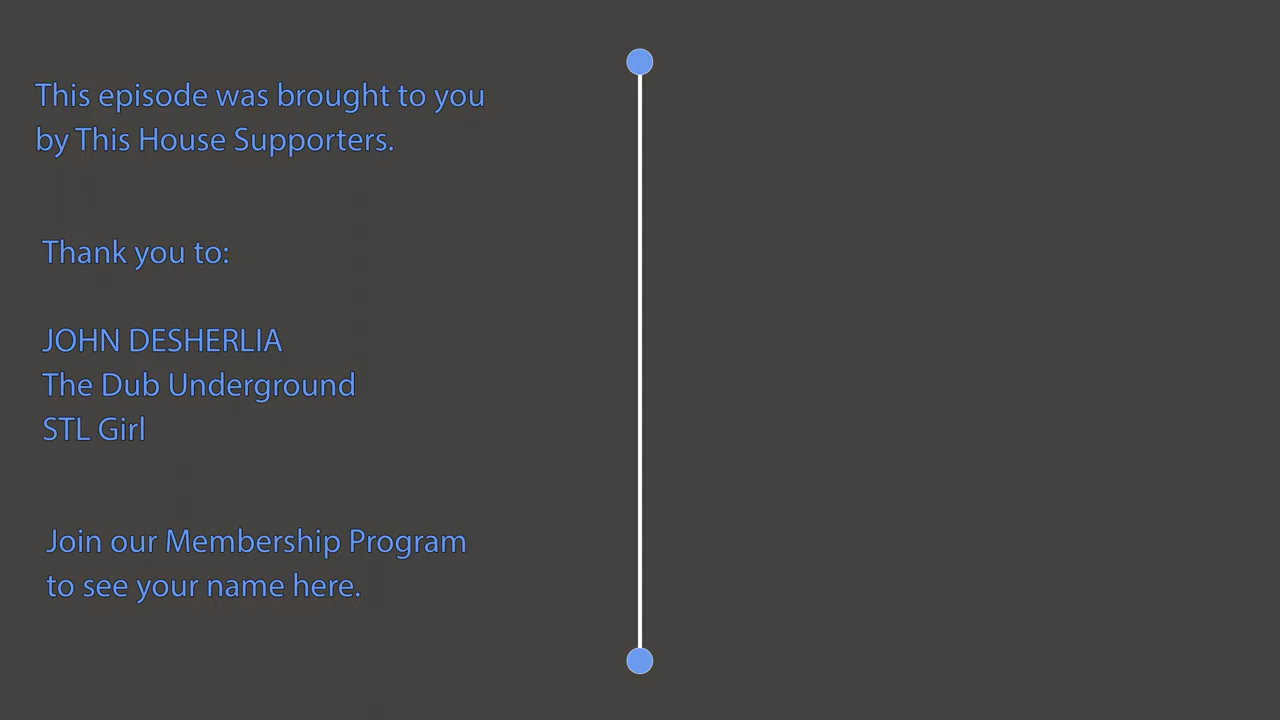 This episode was brought to you
by This House Supporters.
Thank you to:
JOHN DESHERLIA
The Dub Underground
STL Girl
Join our Membership Program
to see your name here.